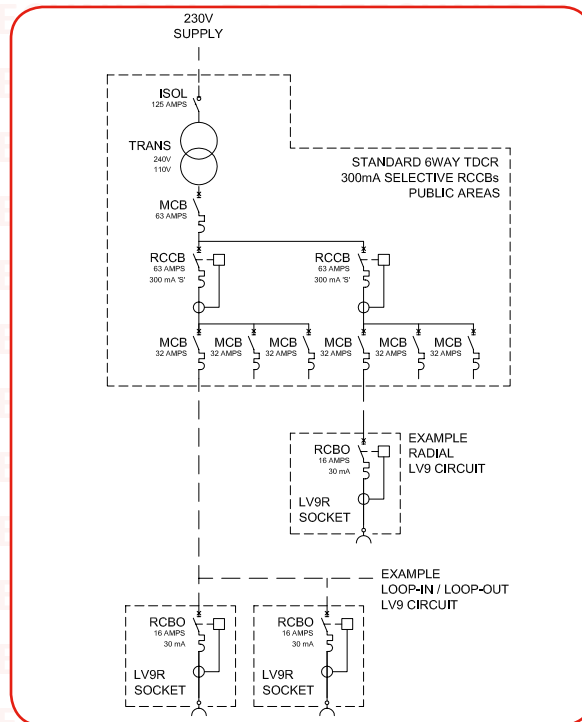 230V
SUPPLY
ISOL
125 AMPS
TRANS
240V
110V
STANDARD 6WAY TDCR
300mA SELECTIVE RCCBs
PUBLIC AREAS
MCB
63 AMPS
RCCB
63 AMPS
300 mA 'S'
RCCB
63 AMPS
300 mA 'S'
MCB
32 AMPS
MCB
32 AMPS
MCB
32 AMPS
MCB
32 AMPS
MCB
32 AMPS
MCB
32 AMPS
RCBO
16 AMPS
30 mA
LV9R
SOCKET
EXAMPLE
RADIAL
LV9 CIRCUIT
EXAMPLE
LOOP-IN / LOOP-OUT
LV9 CIRCUIT
RCBO
16 AMPS
30 mA
LV9R
SOCKET
RCBO
16 AMPS
30 mA
LV9R
SOCKET